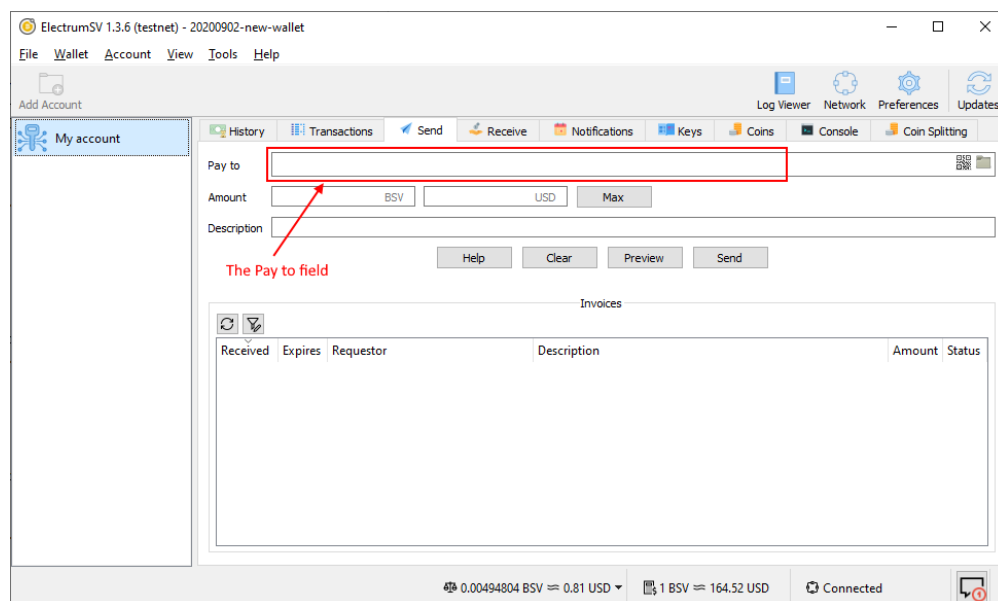 ElectrumSV 1.3.6 (testnet) - 20200902-new-wallet
File Wallet Account View Tools Help
Add Account
Log Viewer Network Preferences Updates
My account
History Transactions Send Receive Notifications Keys Coins Console Coin Splitting
Pay to
Amount BSV USD Max
Description
The Pay to field
Help Clear Preview Send
Invoices
Received Expires Requestor Description Amount Status
0.00494804 BSV ≈ 0.81 USD 1 BSV ≈ 164.52 USD Connected
1